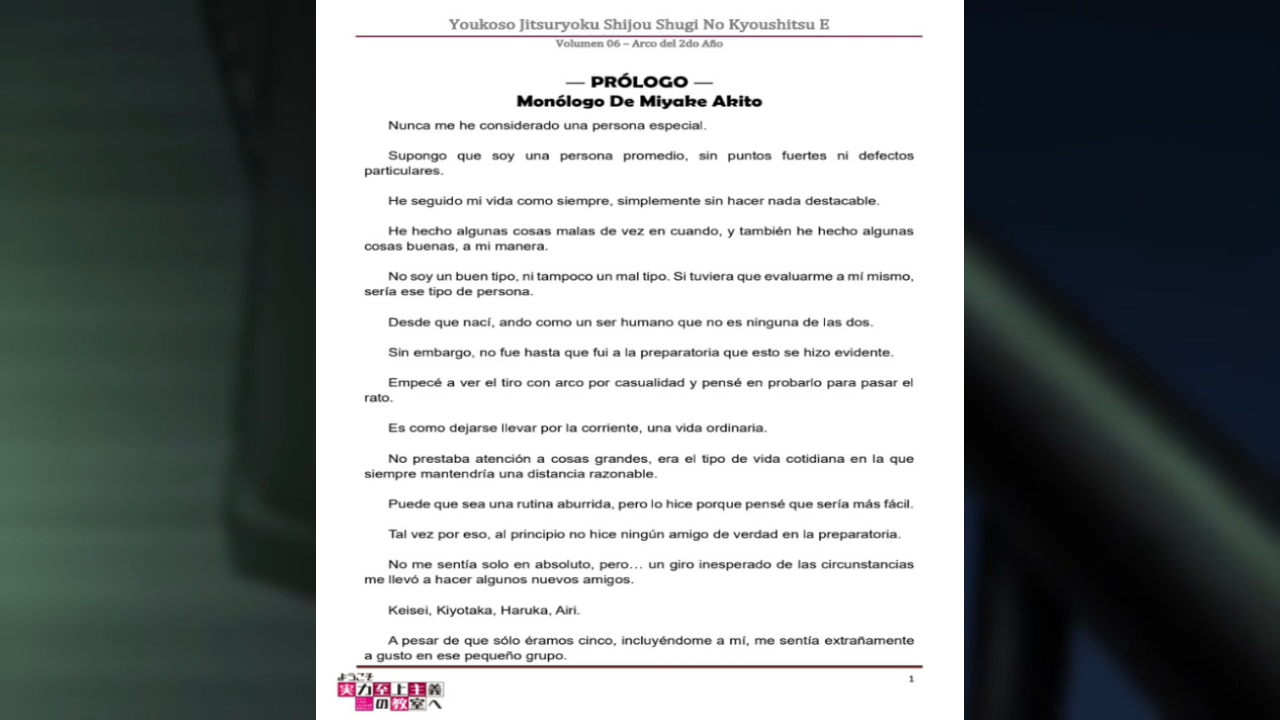 Youkoso Jitsuryoku Shijou Shugi No Kyoushitsu E
Volumen 06 – Arco del 2do Año
— PRÓLOGO —
Monólogo De Miyake Akito
Nunca me he considerado una persona especial.
Supongo que soy una persona promedio, sin puntos fuertes ni defectos
particulares.
He seguido mi vida como siempre, simplemente sin hacer nada destacable.
He hecho algunas cosas malas de vez en cuando, y también he hecho algunas
cosas buenas, a mi manera.
No soy un buen tipo, ni tampoco un mal tipo. Si tuviera que evaluarme a mí mismo,
sería ese tipo de persona.
Desde que nací, ando como un ser humano que no es ninguna de las dos.
Sin embargo, no fue hasta que fui a la preparatoria que esto se hizo evidente.
Empecé a ver el tiro con arco por casualidad y pensé en probarlo para pasar el
rato.
Es como dejarse llevar por la corriente, una vida ordinaria.
No prestaba atención a cosas grandes, era el tipo de vida cotidiana en la que
siempre mantendría una distancia razonable.
Puede que sea una rutina aburrida, pero lo hice porque pensé que sería más fácil.
Tal vez por eso, al principio no hice ningún amigo de verdad en la preparatoria.
No me sentía solo en absoluto, pero… un giro inesperado de las circunstancias
me llevó a hacer algunos nuevos amigos.
Keisei, Kiyotaka, Haruka, Airi.
A pesar de que sólo éramos cinco, incluyéndome a mí, me sentía extrañamente
a gusto en ese pequeño grupo.
ようこそ
実力至上主義
の教室へ
1